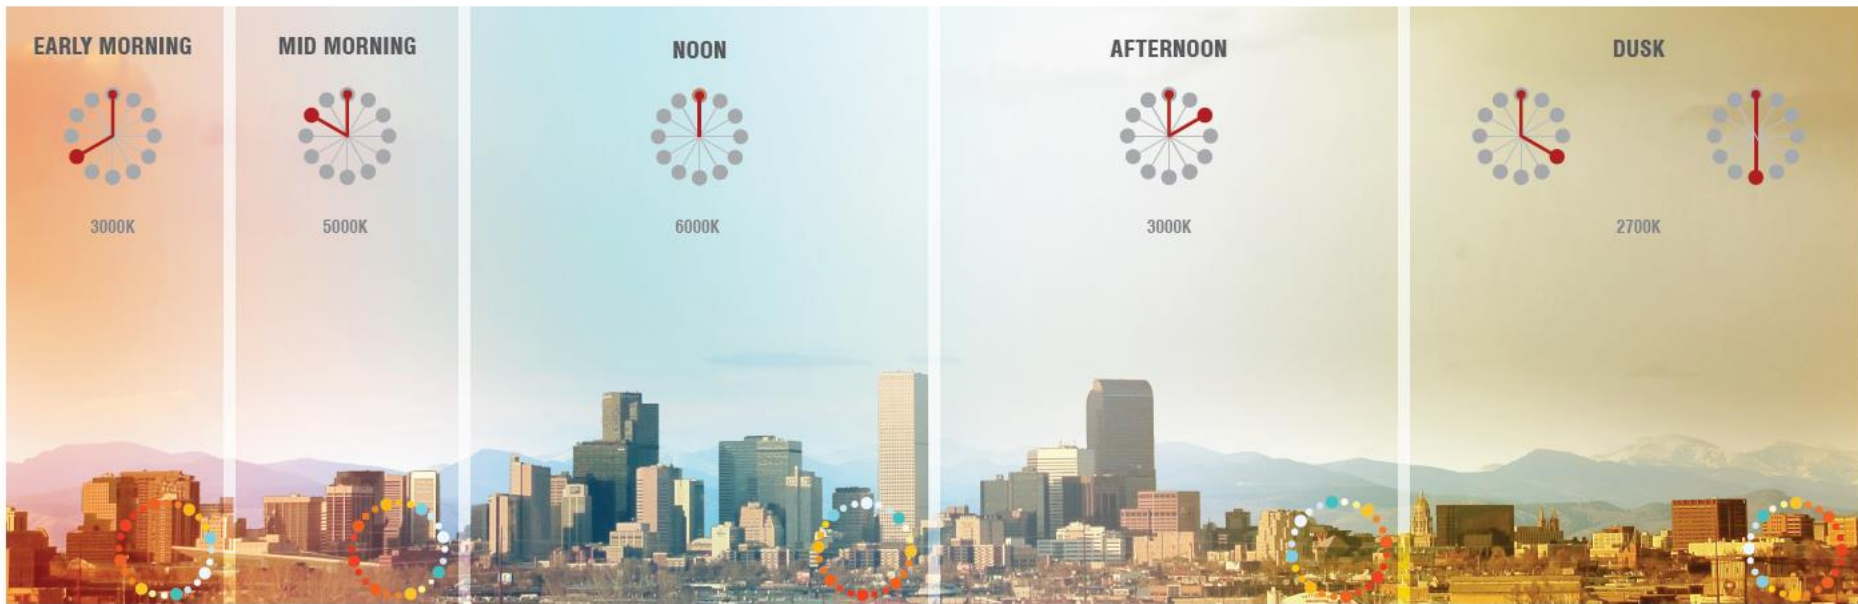 EARLY MORNING
MID MORNING
NOON
AFTERNOON
DUSK
3000K
5000K
6000K
3000K
2700K